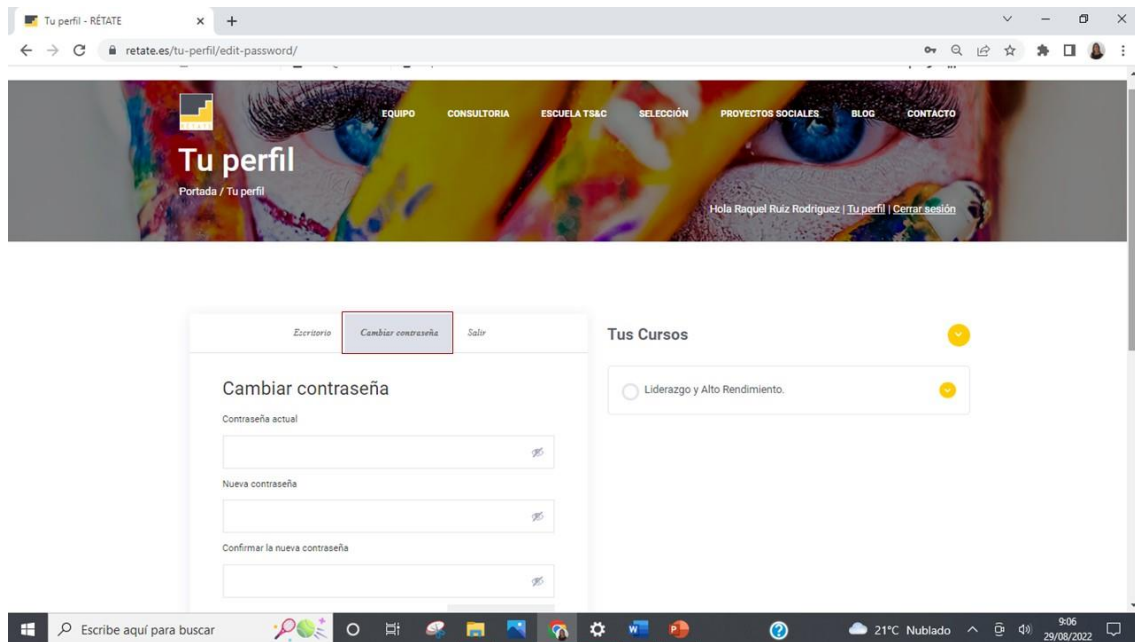 Tu perfil - RÉTATE
retate.es/tu-perfil/edit-password/
EQUIPO CONSULTORIA ESCUELA TS&C SELECCIÓN PROYECTOS SOCIALES BLOG CONTACTO
Tu perfil
Portada / Tu perfil
Hola Raquel Ruiz Rodriguez | Tu perfil | Cerrar sesión
Escritorio Cambiar contraseña Salir
Tus Cursos
Cambiar contraseña
Liderazgo y Alto Rendimiento.
Contraseña actual
Nueva contraseña
Confirmar la nueva contraseña
Escribe aquí para buscar
21°C Nublado
9:06
29/08/2022